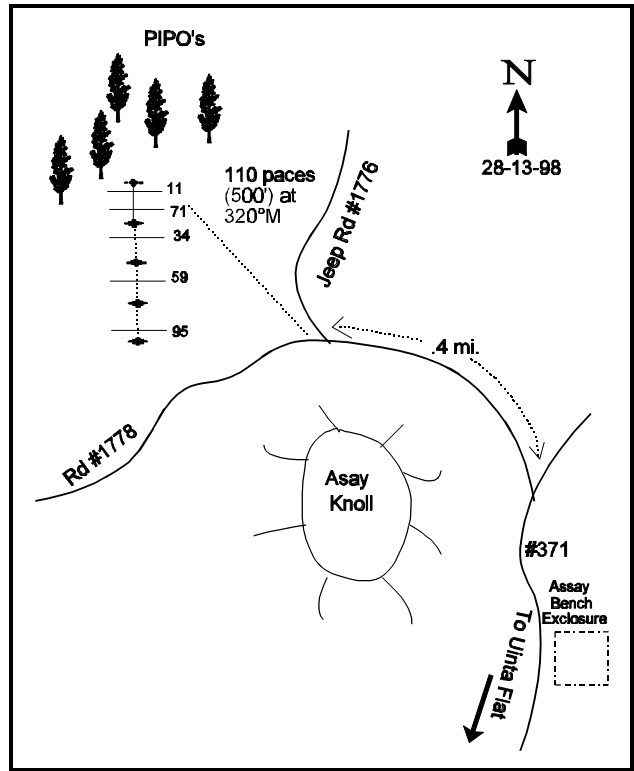 PIPO's
N
28-13-98
110 paces
(500') at
320°M
11
71
34
59
95
Jeep Rd #1776
.4 mi.
Rd #1778
Asay
Knoll
#371
Assay
Bench
Exclosure
To Uinta Flat